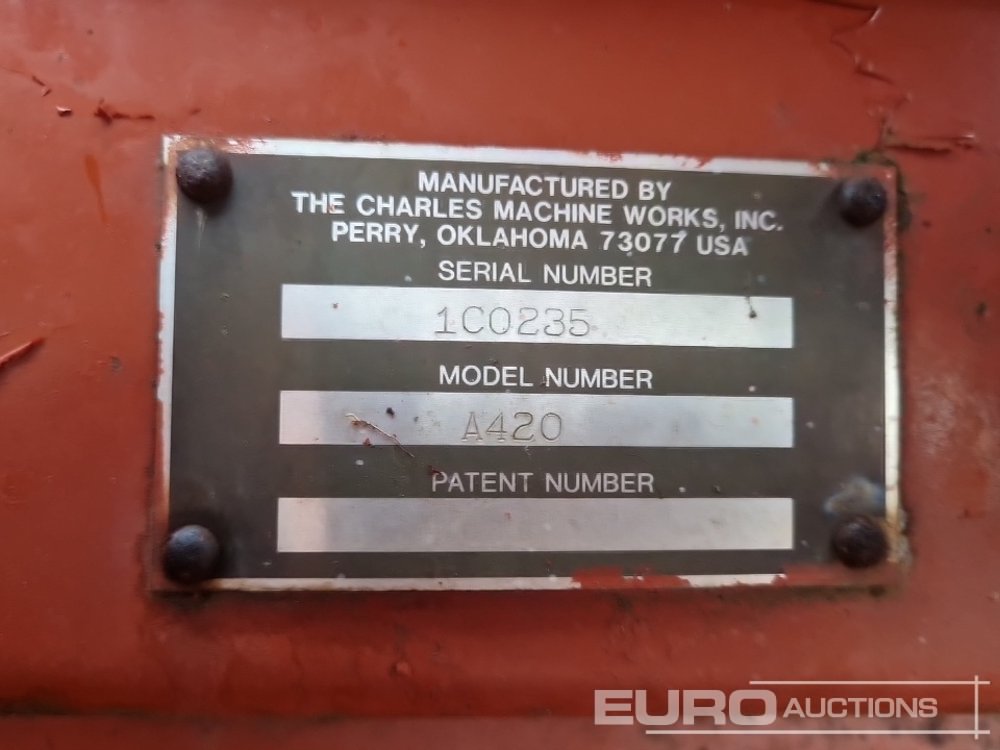 MANUFACTURED BY
THE CHARLES MACHINE WORKS, INC.
PERRY, OKLAHOMA 73077 USA
SERIAL NUMBER
1C0235
MODEL NUMBER
A420
PATENT NUMBER
EURO AUCTIONS